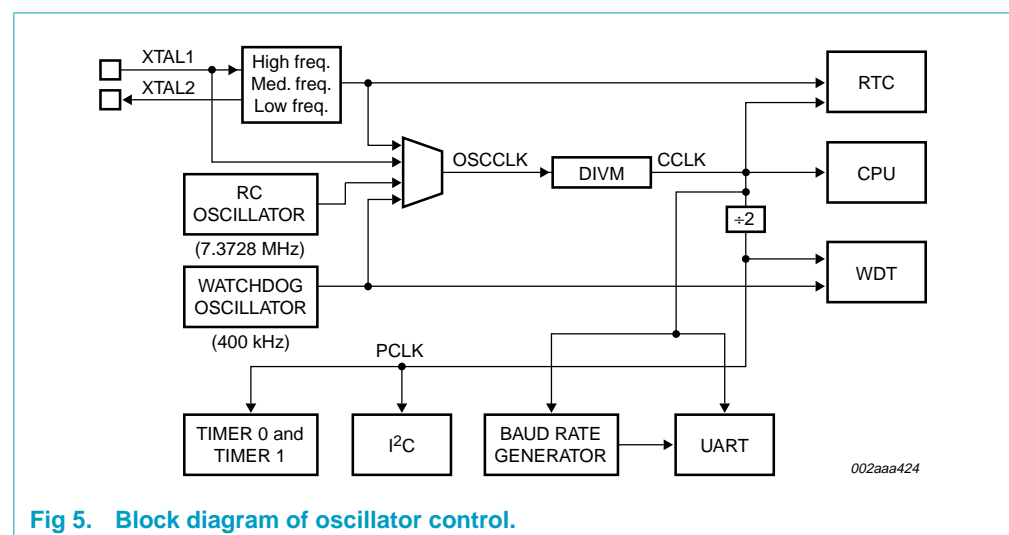 XTAL1
XTAL2
High freq.
Med. freq.
Low freq.
RTC
OSCCLK
DIVM
CCLK
CPU
RC
OSCILLATOR
(7.3728 MHz)
÷2
WATCHDOG
OSCILLATOR
(400 kHz)
WDT
PCLK
TIMER 0 and
TIMER 1
I²C
BAUD RATE
GENERATOR
UART
002aaa424
Fig 5. Block diagram of oscillator control.